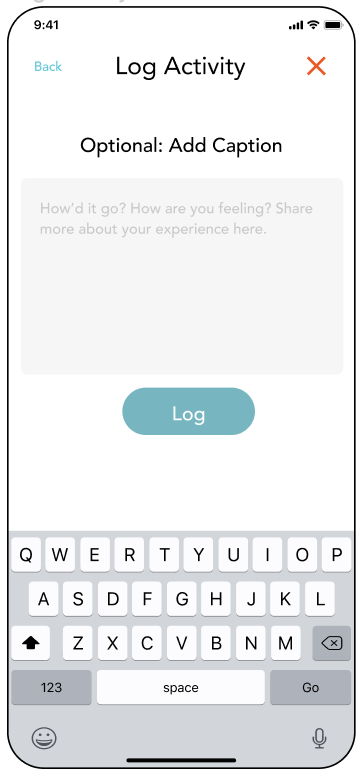 9:41
Back Log Activity
Optional: Add Caption
How'd it go? How are you feeling? Share
more about your experience here.
Log
Q W E R T Y U I O P
A S D F G H J K L
Z X C V B N M
123 space Go